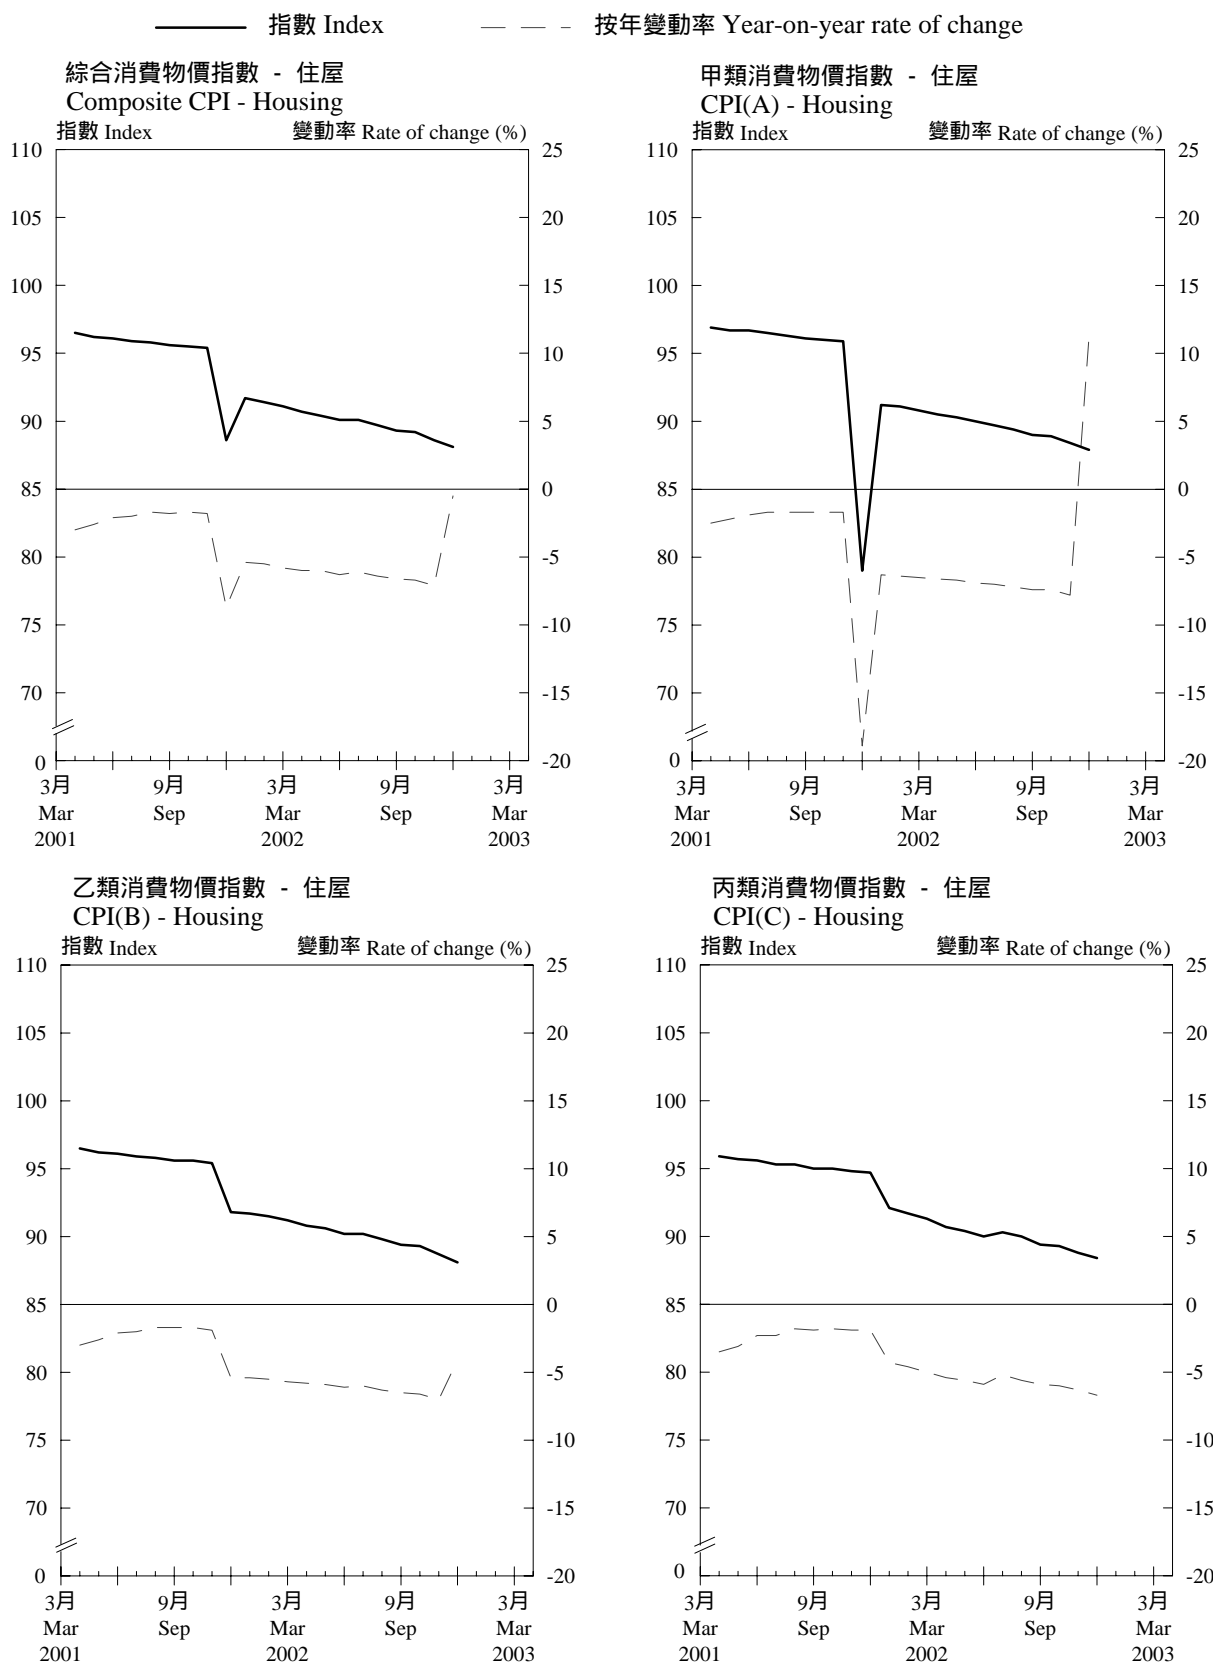 指數 Index 按年變動率 Year-on-year rate of change
綜合消費物價指數 - 住屋
Composite CPI - Housing
指數 Index 變動率 Rate of change (%)
110 25
105 20
100 15
95 10
90 5
85 0
80 -5
75 -10
70 -15
0 -20
3月 9月 3月 9月 3月
Mar Sep Mar Sep Mar
2001 2002 2003
甲類消費物價指數 - 住屋
CPI(A) - Housing
指數 Index 變動率 Rate of change (%)
110 25
105 20
100 15
95 10
90 5
85 0
80 -5
75 -10
70 -15
0 -20
3月 9月 3月 9月 3月
Mar Sep Mar Sep Mar
2001 2002 2003
乙類消費物價指數 - 住屋
CPI(B) - Housing
指數 Index 變動率 Rate of change (%)
110 25
105 20
100 15
95 10
90 5
85 0
80 -5
75 -10
70 -15
0 -20
3月 9月 3月 9月 3月
Mar Sep Mar Sep Mar
2001 2002 2003
丙類消費物價指數 - 住屋
CPI(C) - Housing
指數 Index 變動率 Rate of change (%)
110 25
105 20
100 15
95 10
90 5
85 0
80 -5
75 -10
70 -15
0 -20
3月 9月 3月 9月 3月
Mar Sep Mar Sep Mar
2001 2002 2003